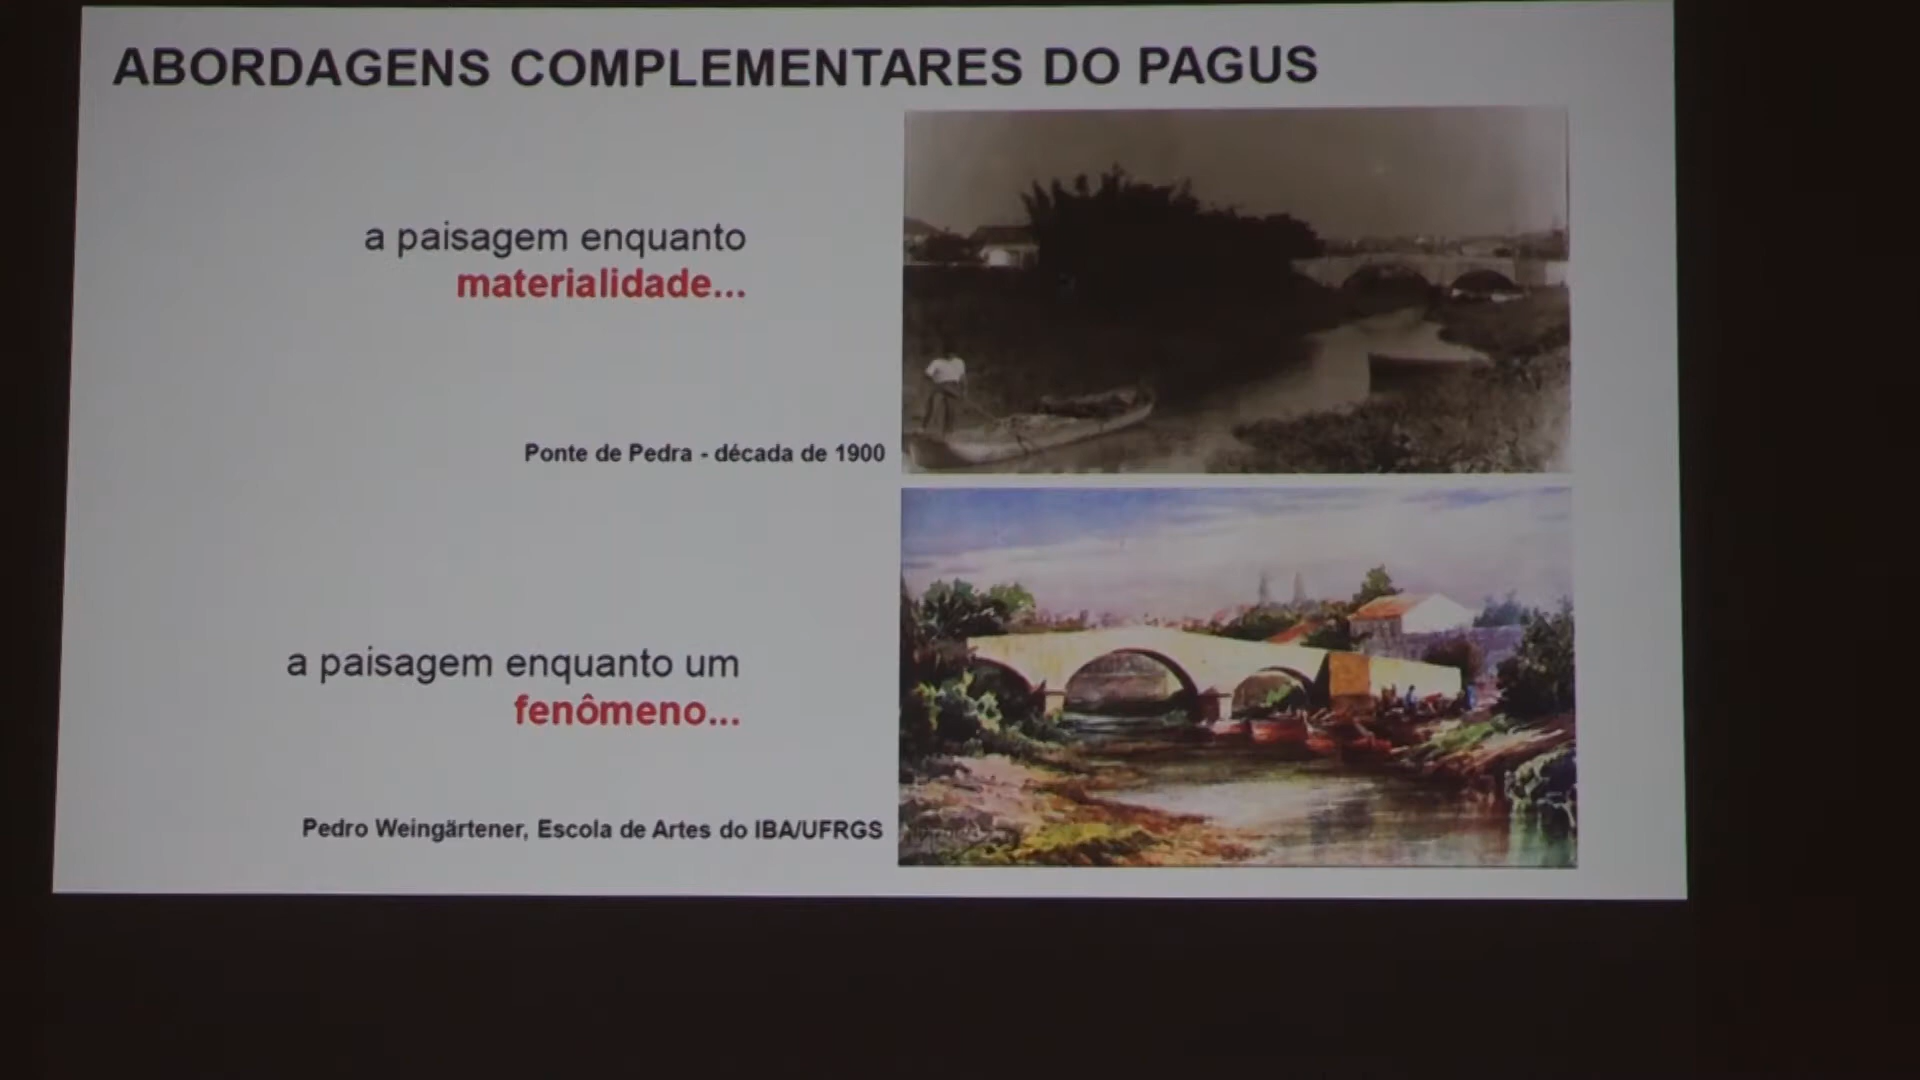 ABORDAGENS COMPLEMENTARES DO PAGUS
a paisagem enquanto
materialidade...
Ponte de Pedra - década de 1900
a paisagem enquanto um
fenômeno...
Pedro Weingärtener, Escola de Artes do IBA/UFRGS